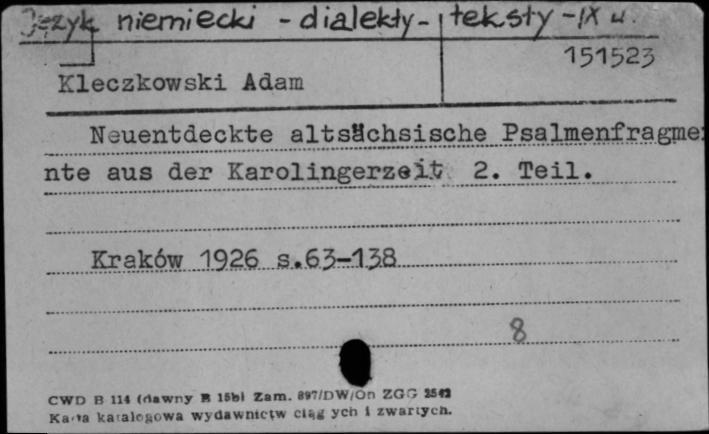 Język niemiecki - dialekty - teksty - IX w.
151523
Kleczkowski Adam
Neuentdeckte altsächsische Psalmenfragme
nte aus der Karolingerzeit 2. Teil.
Kraków 1926 s.63-138
8
CWD B 114 (dawny B 15b) Zam. 897/DW/On ZGG 2542
Karta katalogowa wydawnictw ciąg ych i zwartych.